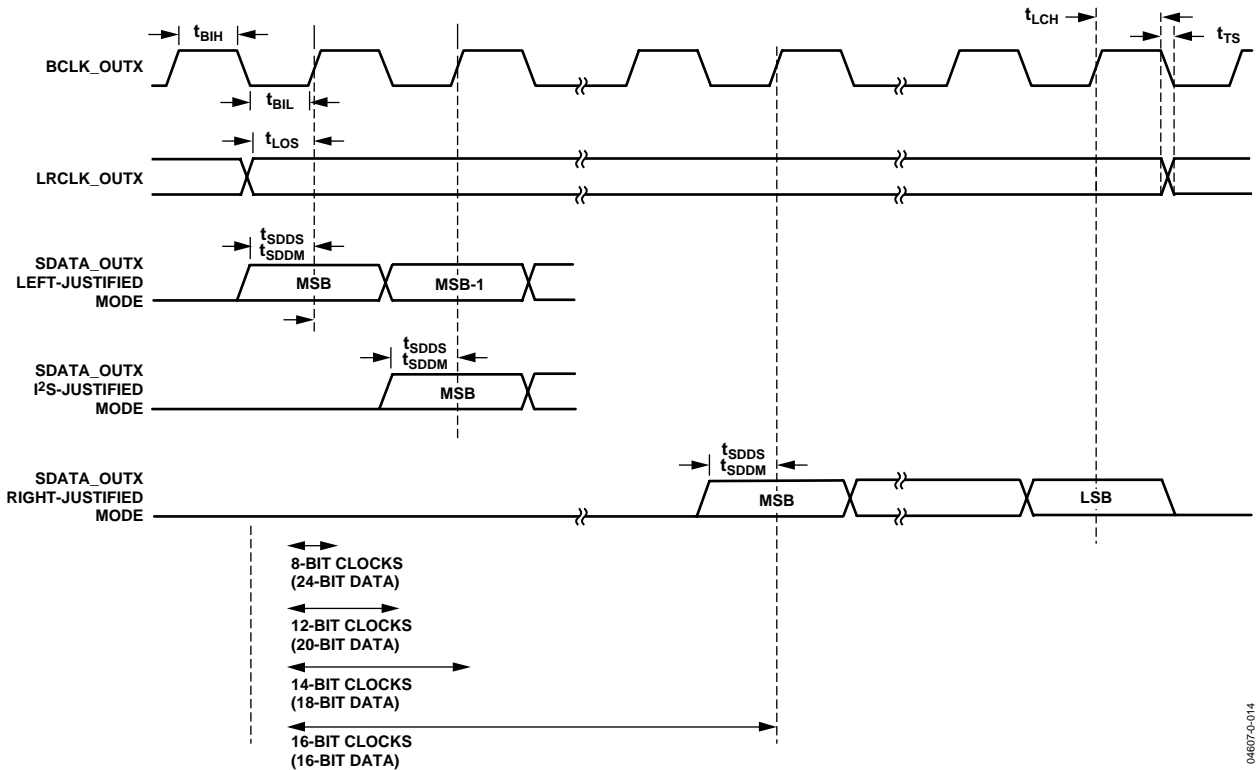 tLCH
tBIH
tTS
BCLK_OUTX
tBIL
tLOS
LRCLK_OUTX
tSDDS
tSDDM
SDATA_OUTX
LEFT-JUSTIFIED
MODE
MSB
MSB-1
tSDDS
tSDDM
SDATA_OUTX
I²S-JUSTIFIED
MODE
MSB
tSDDS
tSDDM
SDATA_OUTX
RIGHT-JUSTIFIED
MODE
MSB
LSB
8-BIT CLOCKS
(24-BIT DATA)
12-BIT CLOCKS
(20-BIT DATA)
14-BIT CLOCKS
(18-BIT DATA)
16-BIT CLOCKS
(16-BIT DATA)
04607-0-014